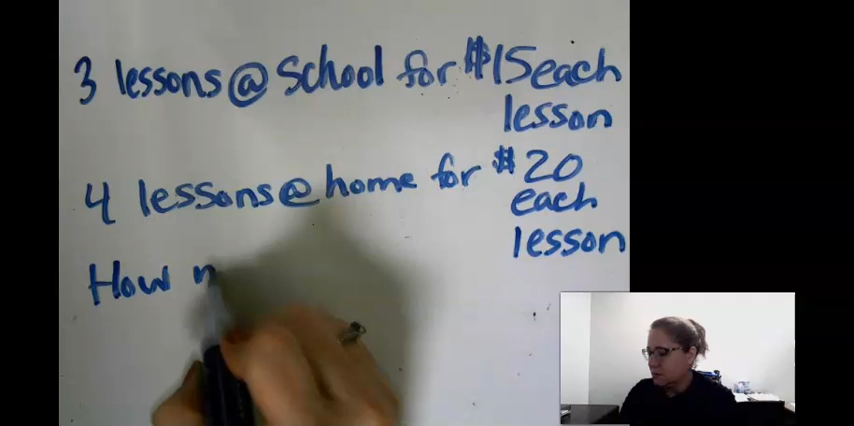 3 lessons @ School for $15 each
lesson
4 lessons @ home for $20
each
lesson
How